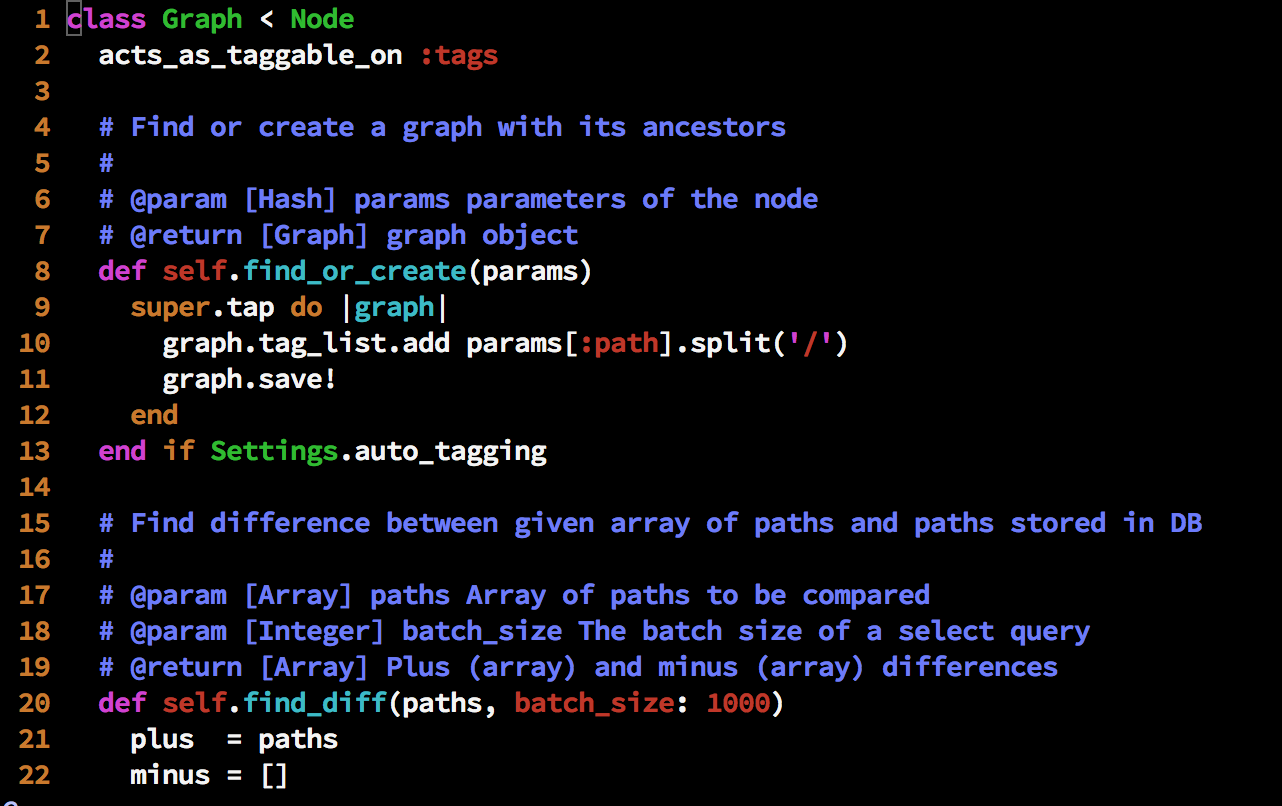 1 class Graph < Node
2   acts_as_taggable_on :tags
3
4   # Find or create a graph with its ancestors
5   #
6   # @param [Hash] params parameters of the node
7   # @return [Graph] graph object
8   def self.find_or_create(params)
9     super.tap do |graph|
10       graph.tag_list.add params[:path].split('/')
11       graph.save!
12     end
13   end if Settings.auto_tagging
14
15   # Find difference between given array of paths and paths stored in DB
16   #
17   # @param [Array] paths Array of paths to be compared
18   # @param [Integer] batch_size The batch size of a select query
19   # @return [Array] Plus (array) and minus (array) differences
20   def self.find_diff(paths, batch_size: 1000)
21     plus  = paths
22     minus = []